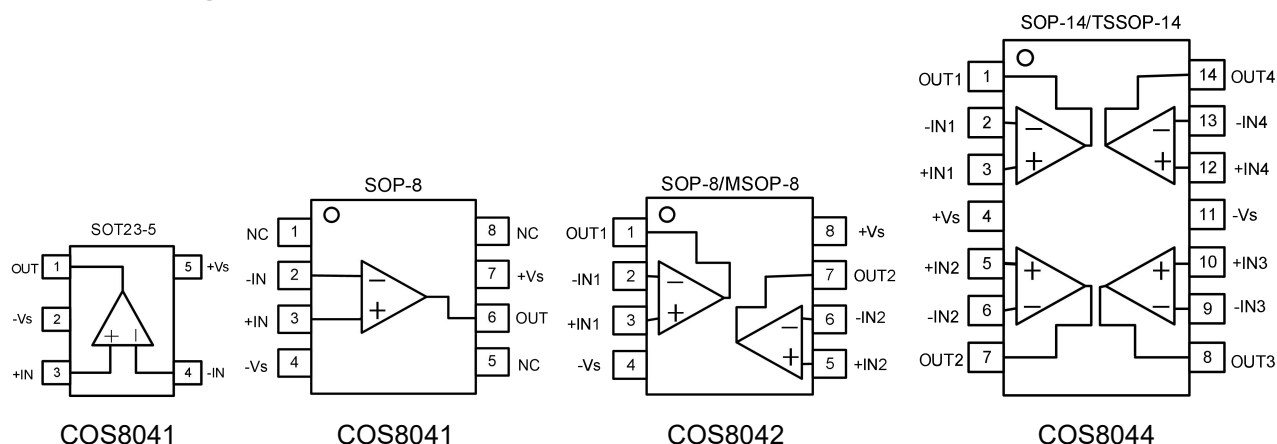 SOT23-5
OUT 1
5 +Vs
-Vs 2
+IN 3
4 -IN
+ −
COS8041
SOP-8
NC 1
8 NC
-IN 2
7 +Vs
+IN 3
6 OUT
-Vs 4
5 NC
−
+
COS8041
SOP-8/MSOP-8
OUT1 1
8 +Vs
-IN1 2
7 OUT2
+IN1 3
6 -IN2
-Vs 4
5 +IN2
− −
+ +
COS8042
SOP-14/TSSOP-14
OUT1 1
14 OUT4
-IN1 2
13 -IN4
+IN1 3
12 +IN4
+Vs 4
11 -Vs
+IN2 5
10 +IN3
-IN2 6
9 -IN3
OUT2 7
8 OUT3
− −
+ +
+ +
− −
COS8044